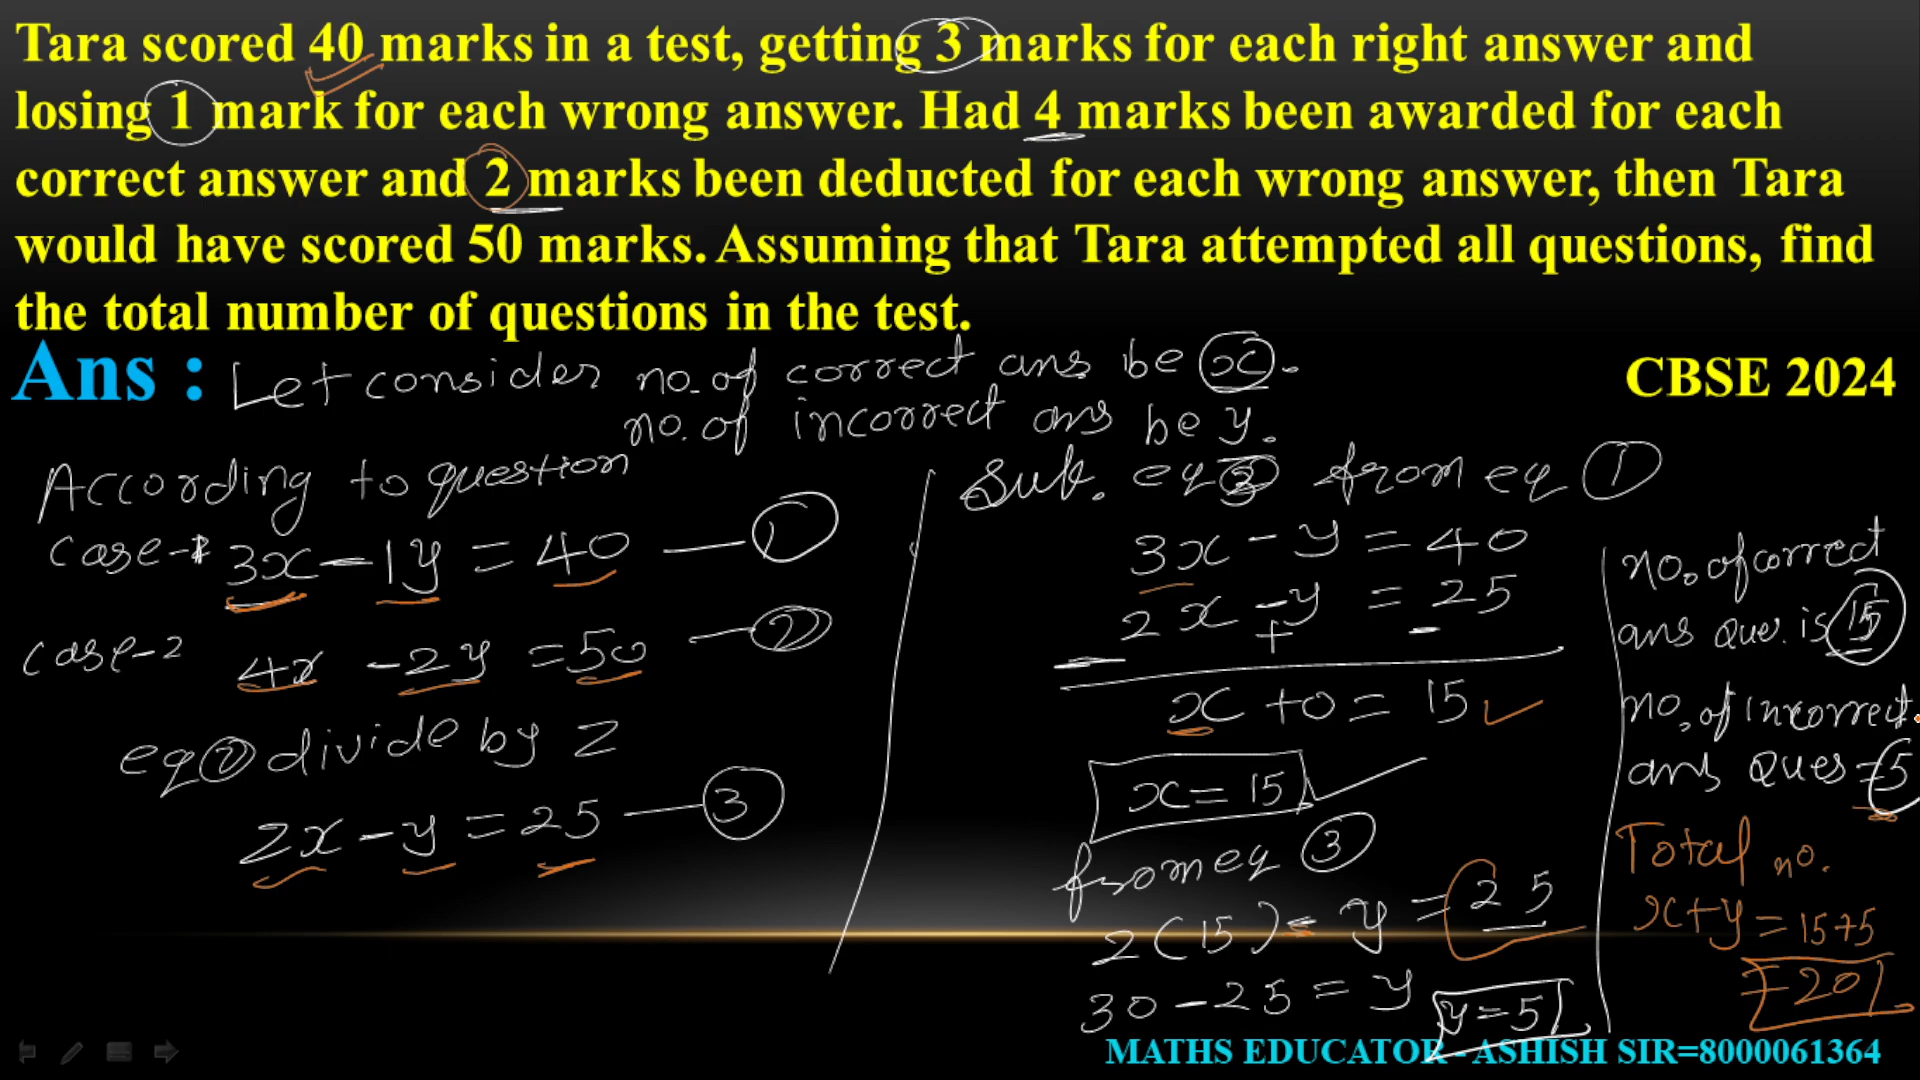 Tara scored 40 marks in a test, getting 3 marks for each right answer and
losing 1 mark for each wrong answer. Had 4 marks been awarded for each
correct answer and 2 marks been deducted for each wrong answer, then Tara
would have scored 50 marks. Assuming that Tara attempted all questions, find
the total number of questions in the test.
Ans :
CBSE 2024
Let consider no. of correct ans be x.
no. of incorrect ans be y.
According to question
case-1 3x - 1y = 40 — 1
case-2 4x - 2y = 50 — 2
eq 2 divide by 2
2x - y = 25 — 3
Sub. eq 3 from eq 1
3x - y = 40
2x - y = 25
- + -
x + 0 = 15
x = 15
from eq 3
2(15) - y = 25
30 - 25 = y
y = 5
no. of correct
ans que. is 15
no. of incorrect
ans ques = 5
Total no.
x + y = 15 + 5
= 20
MATHS EDUCATOR - ASHISH SIR=8000061364